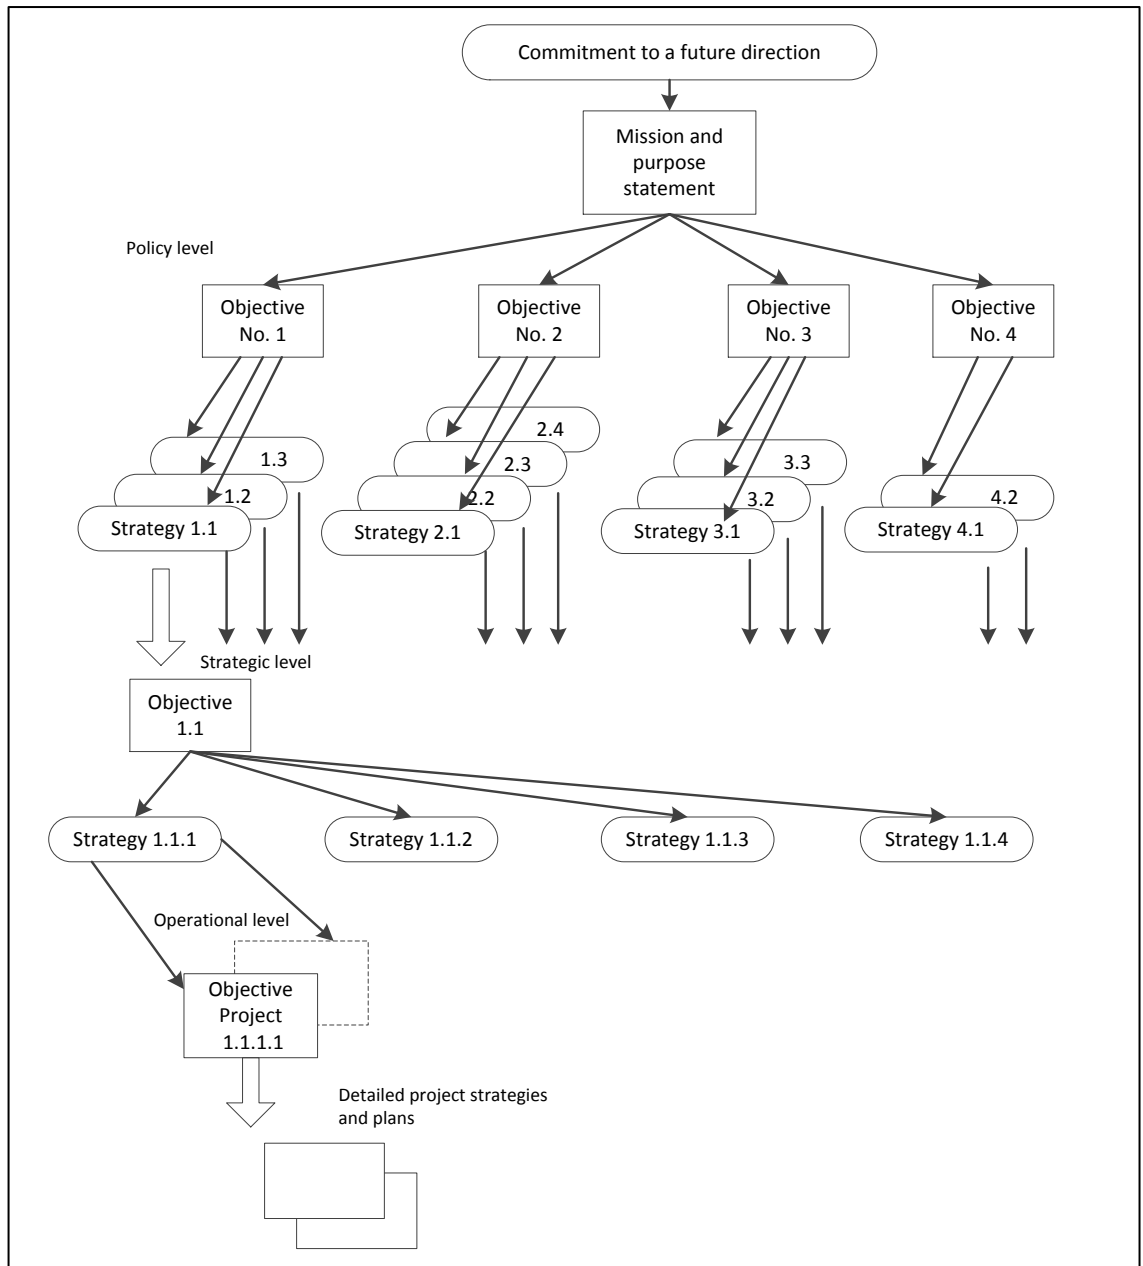 Commitment to a future direction
Mission and
purpose
statement
Policy level
Objective
No. 1
Objective
No. 2
Objective
No. 3
Objective
No. 4
1.3
1.2
Strategy 1.1
2.4
2.3
2.2
Strategy 2.1
3.3
3.2
Strategy 3.1
4.2
Strategy 4.1
Strategic level
Objective
1.1
Strategy 1.1.1
Strategy 1.1.2
Strategy 1.1.3
Strategy 1.1.4
Operational level
Objective
Project
1.1.1.1
Detailed project strategies
and plans